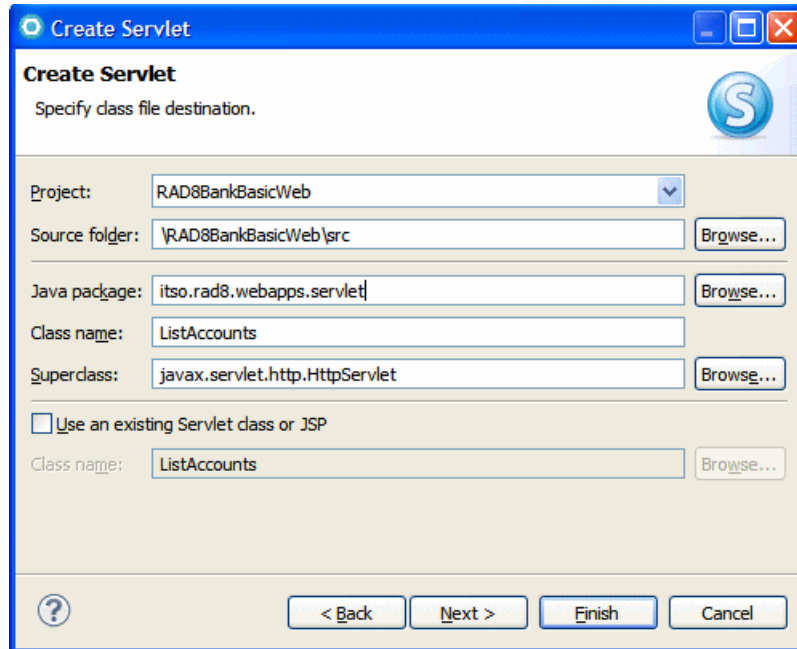 Create Servlet
Create Servlet
Specify class file destination.
S
Project: RAD8BankBasicWeb
Source folder: \RAD8BankBasicWeb\src Browse...
Java package: itso.rad8.webapps.servlet Browse...
Class name: ListAccounts
Superclass: javax.servlet.http.HttpServlet Browse...
Use an existing Servlet class or JSP
Class name: ListAccounts Browse...
? < Back Next > Finish Cancel